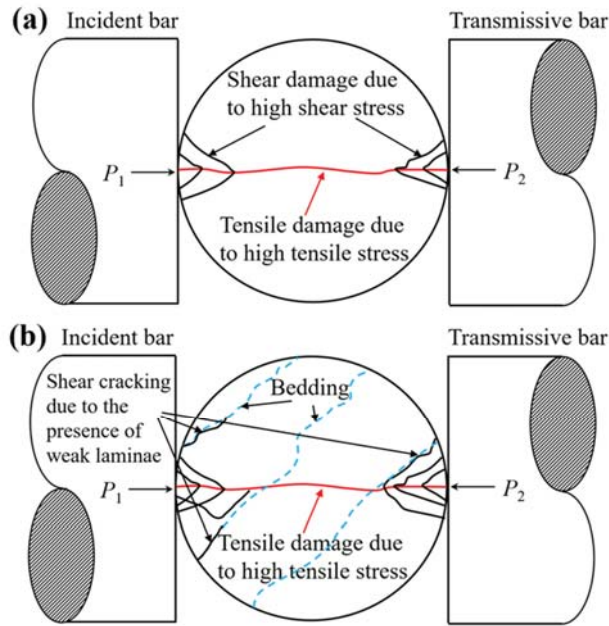 (a)
Incident bar
Transmissive bar
Shear damage due
to high shear stress
P1
P2
Tensile damage due
to high tensile stress
Incident bar
Transmissive bar
(b)
Shear cracking
due to the
presence of
weak laminae
Bedding
P1
P2
Tensile damage due
to high tensile stress